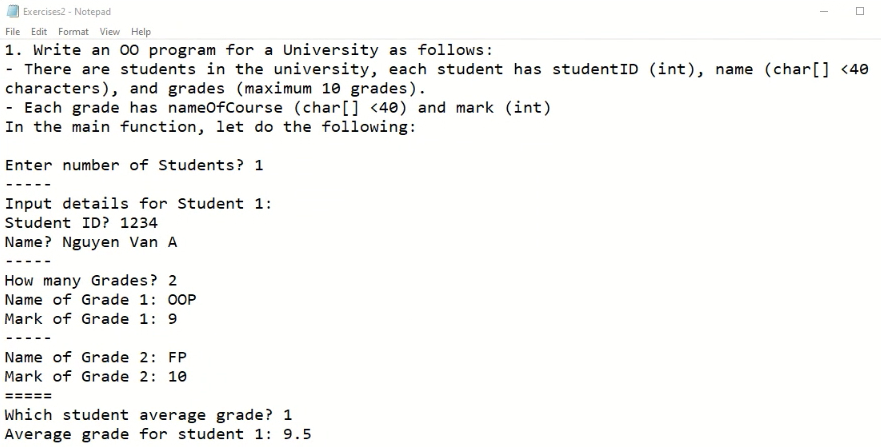 Exercises2 - Notepad
File Edit Format View Help
1. Write an OO program for a University as follows:
- There are students in the university, each student has studentID (int), name (char[] <40
characters), and grades (maximum 10 grades).
- Each grade has nameOfCourse (char[] <40) and mark (int)
In the main function, let do the following:

Enter number of Students? 1
-----
Input details for Student 1:
Student ID? 1234
Name? Nguyen Van A
-----
How many Grades? 2
Name of Grade 1: OOP
Mark of Grade 1: 9
-----
Name of Grade 2: FP
Mark of Grade 2: 10
=====
Which student average grade? 1
Average grade for student 1: 9.5